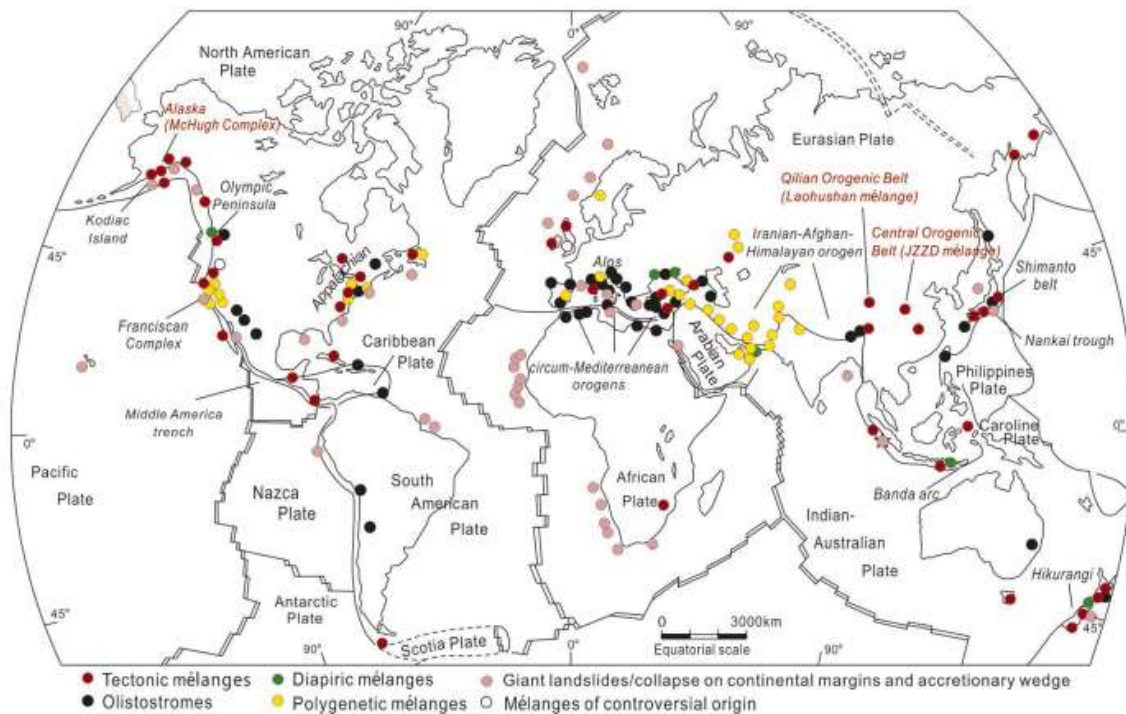 90°
0°
90°
North American
Plate
Alaska
(McHugh Complex)
Eurasian Plate
Qilian Orogenic Belt
(Laohushan mélange)
Olympic
Peninsula
Kodiac
Island
Iranian-Afghan-
Himalayan orogen
Central Orogenic
Belt (JZZD mélange)
45°
45°
Appalachian
Alps
Shimanto
belt
Franciscan
Complex
Caribbean
Plate
circum-Mediterranean
orogens
Arabian
Plate
Nankai trough
Philippines
Plate
Middle America
trench
Caroline
Plate
0°
0°
Pacific
Plate
Nazca
Plate
South
American
Plate
African
Plate
Banda arc
Indian-
Australian
Plate
Hikurangi
Antarctic
Plate
45°
45°
Scotia Plate
0 3000km
Equatorial scale
90°
0°
90°
Tectonic mélanges
Diapiric mélanges
Giant landslides/collapse on continental margins and accretionary wedge
Olistostromes
Polygenetic mélanges
Mélanges of controversial origin